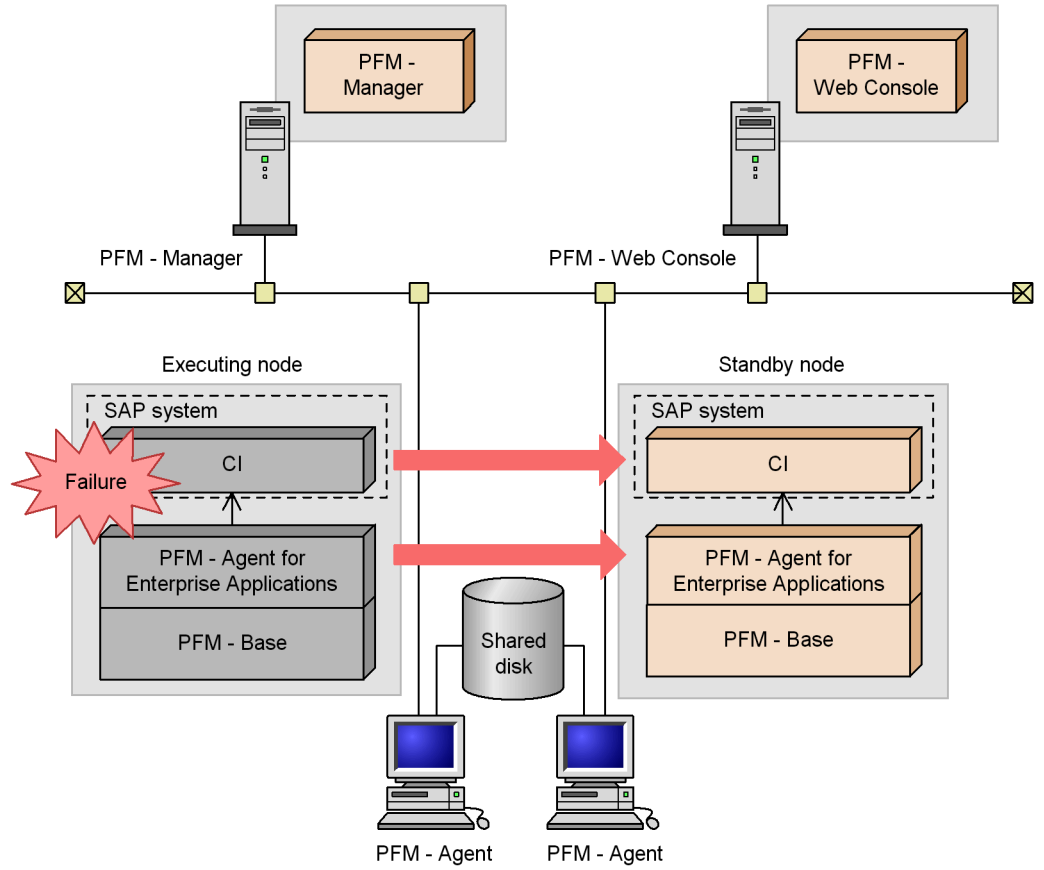 PFM -
Manager
PFM -
Web Console
PFM - Manager
PFM - Web Console
Executing node
Standby node
SAP system
SAP system
CI
CI
Failure
PFM - Agent for
Enterprise Applications
PFM - Agent for
Enterprise Applications
PFM - Base
PFM - Base
Shared
disk
PFM - Agent
PFM - Agent